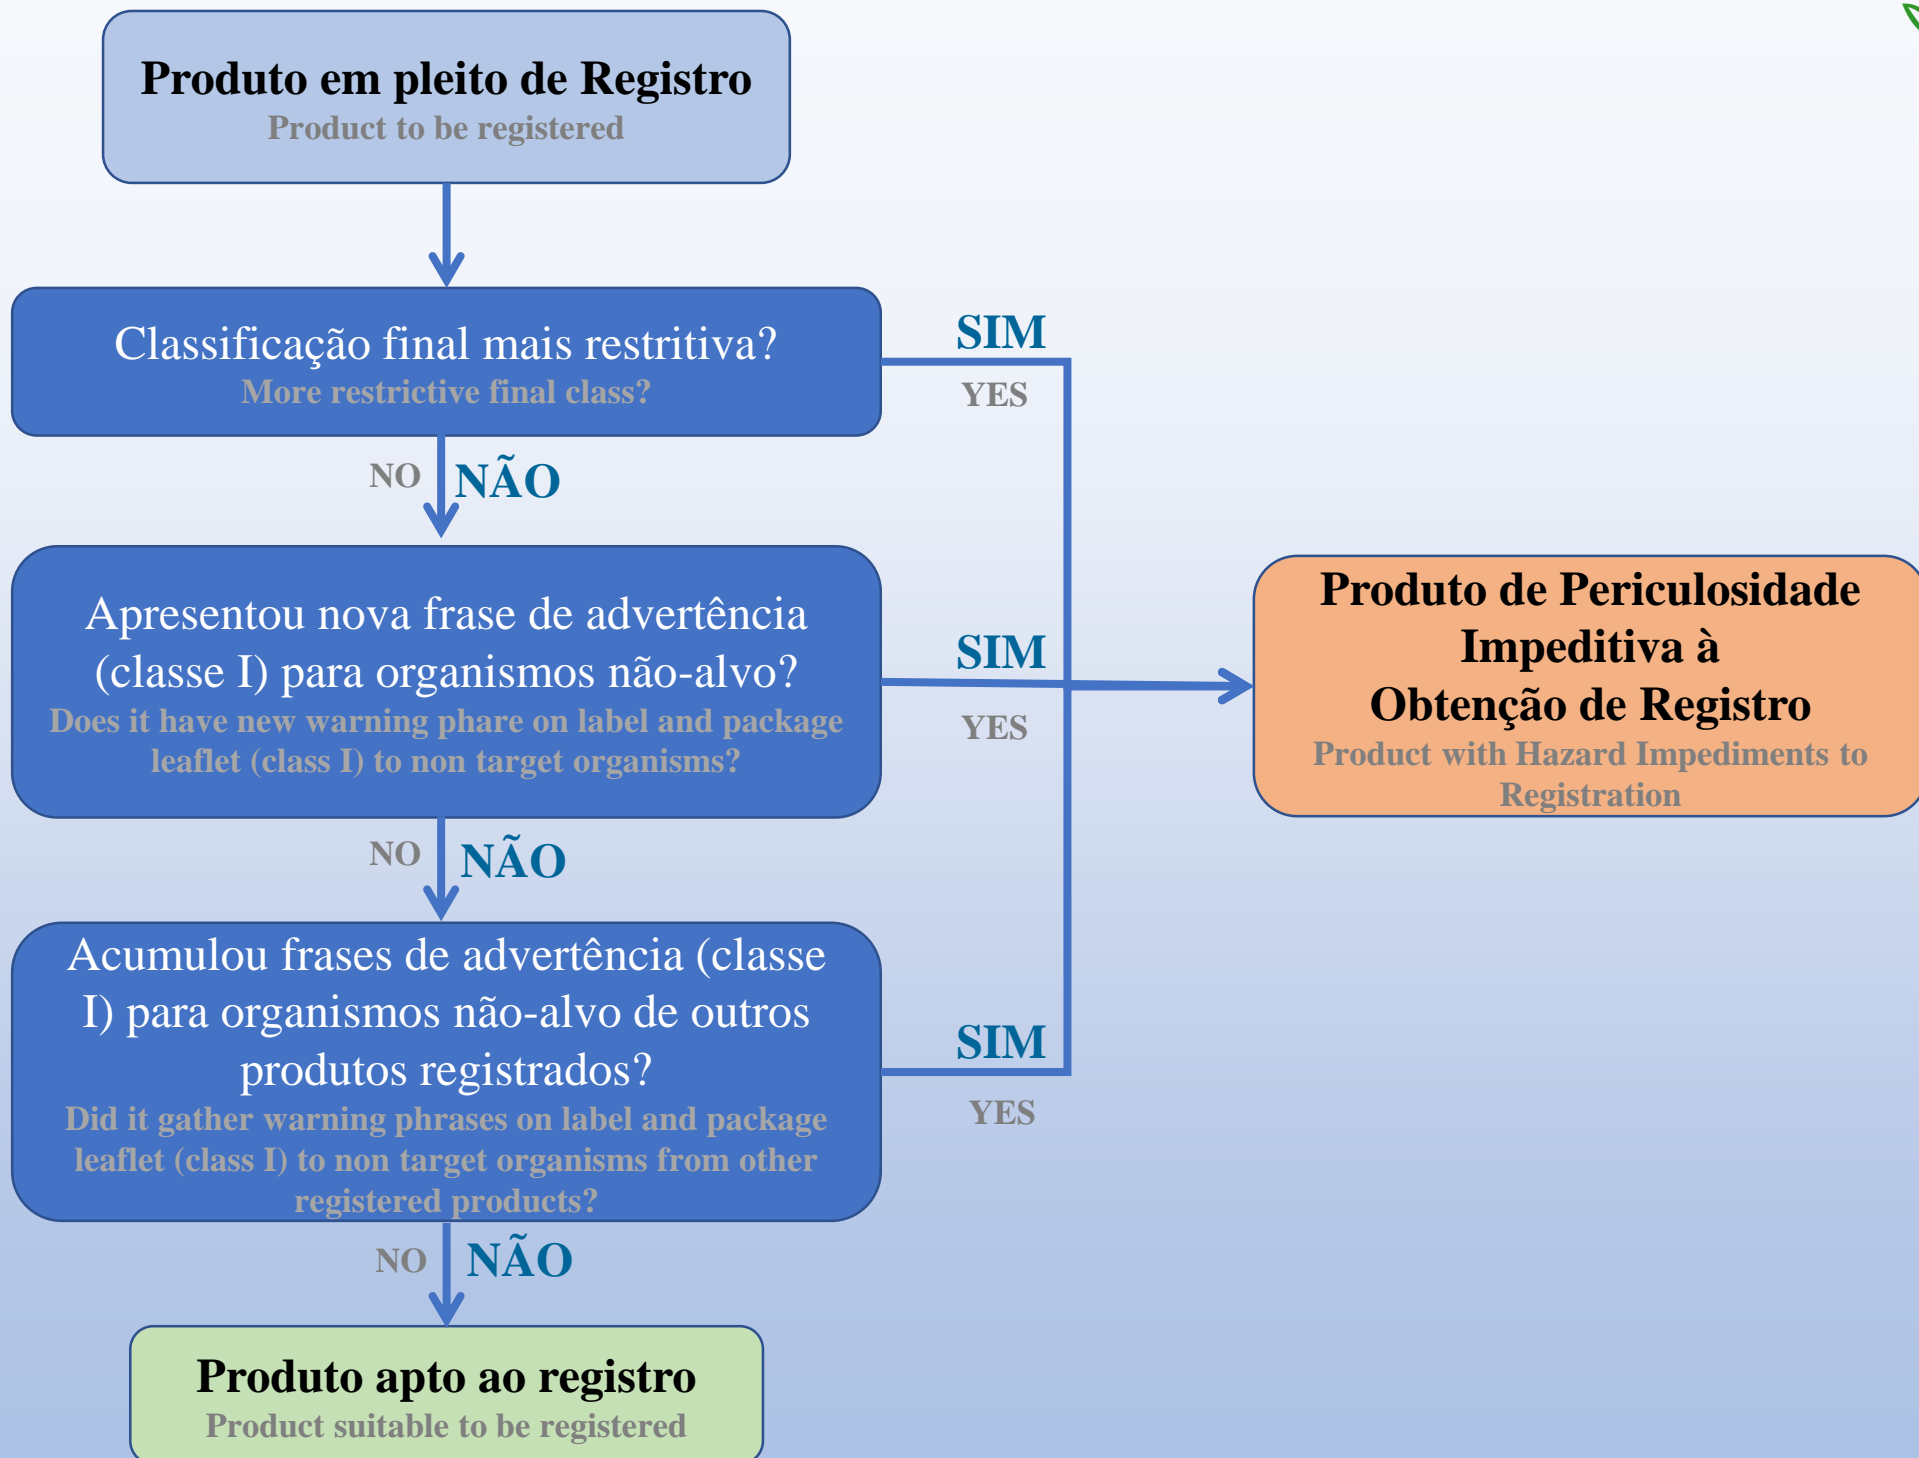 Produto em pleito de Registro
Product to be registered
Classificação final mais restritiva?
More restrictive final class?
SIM
YES
NO
NÃO
Apresentou nova frase de advertência
(classe I) para organismos não-alvo?
Does it have new warning phare on label and package
leaflet (class I) to non target organisms?
SIM
YES
Produto de Periculosidade
Impeditiva à
Obtenção de Registro
Product with Hazard Impediments to
Registration
NO
NÃO
Acumulou frases de advertência (classe
I) para organismos não-alvo de outros
produtos registrados?
Did it gather warning phrases on label and package
leaflet (class I) to non target organisms from other
registered products?
SIM
YES
NO
NÃO
Produto apto ao registro
Product suitable to be registered